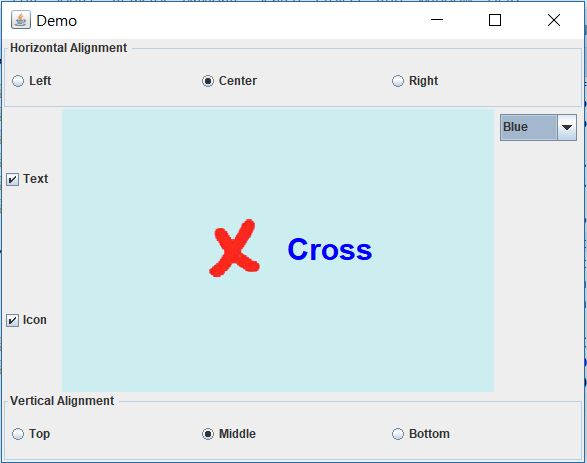 Demo
Horizontal Alignment
Left Center Right
Blue
Text
Cross
Icon
Vertical Alignment
Top Middle Bottom